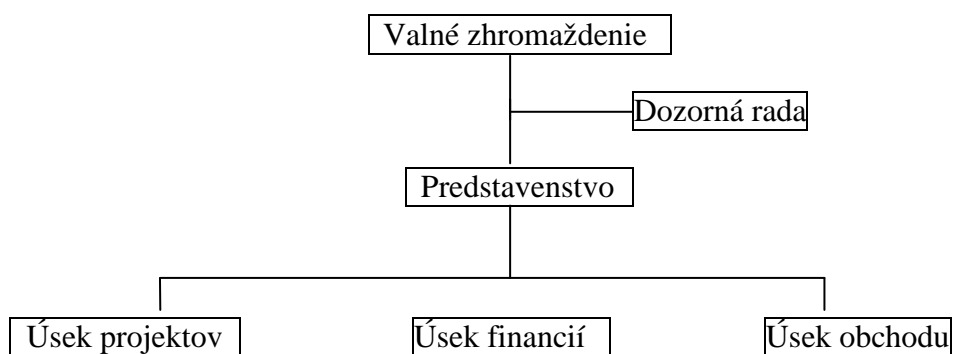 Valné zhromaždenie
Dozorná rada
Predstavenstvo
Úsek projektov
Úsek financií
Úsek obchodu